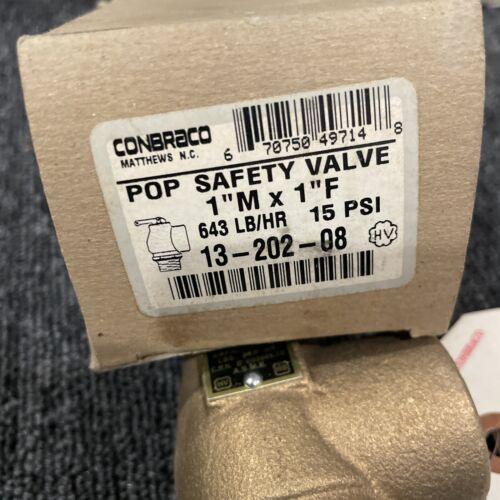 CONBRACO
MATTHEWS N.C.
6 70750 49714 8
POP SAFETY VALVE
1"M x 1"F
643 LB/HR 15 PSI
13-202-08
HV